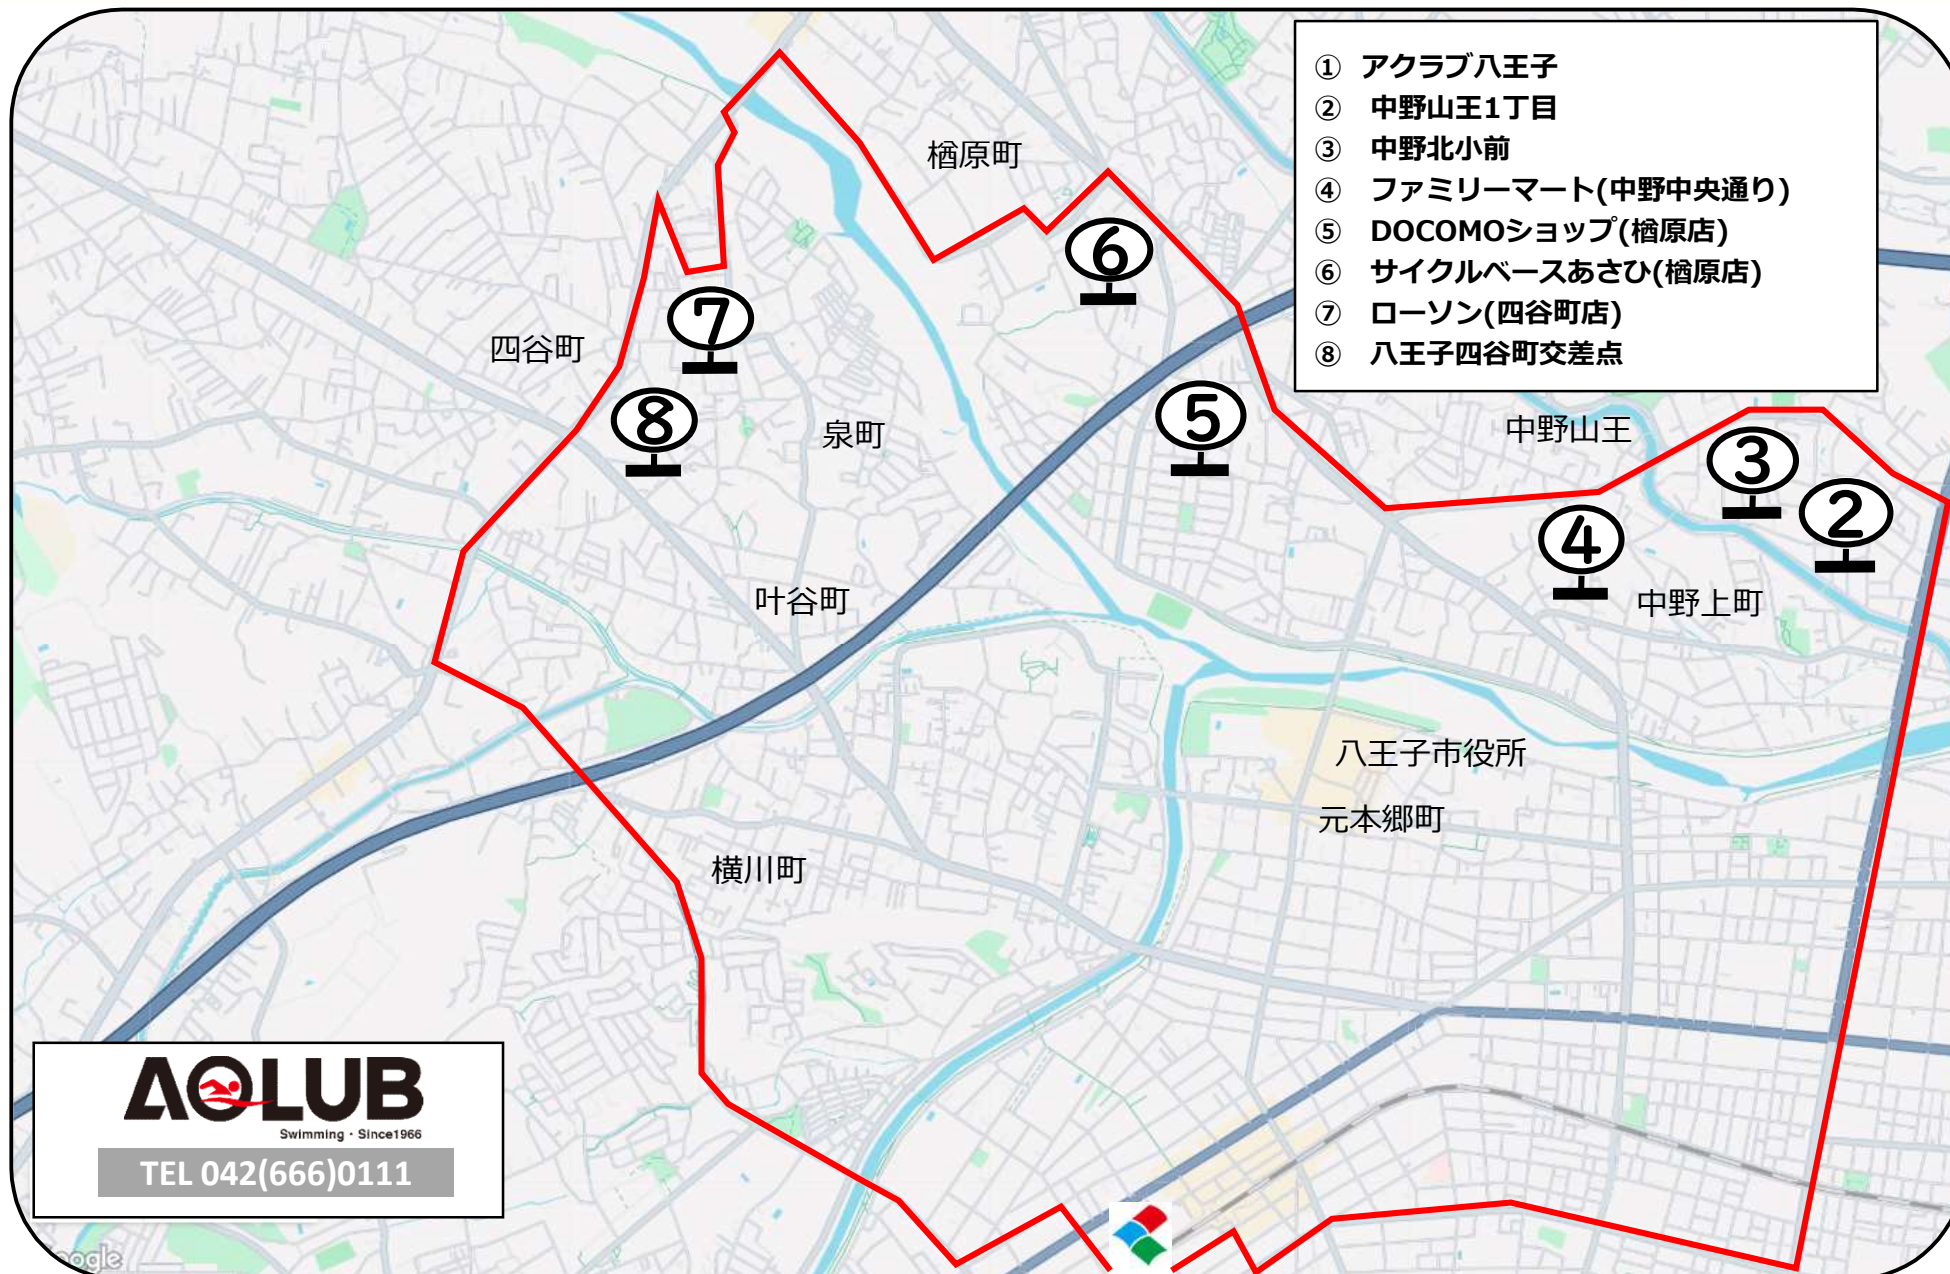 ① アクラブ八王子
② 中野山王1丁目
③ 中野北小前
④ ファミリーマート(中野中央通り)
⑤ DOCOMOショップ(楢原店)
⑥ サイクルベースあさひ(楢原店)
⑦ ローソン(四谷町店)
⑧ 八王子四谷町交差点
楢原町
⑥
⑦
四谷町
⑧
泉町
⑤
中野山王
③
②
④
叶谷町
中野上町
八王子市役所
元本郷町
横川町
AQLUB
Swimming・Since1966
TEL 042(666)0111